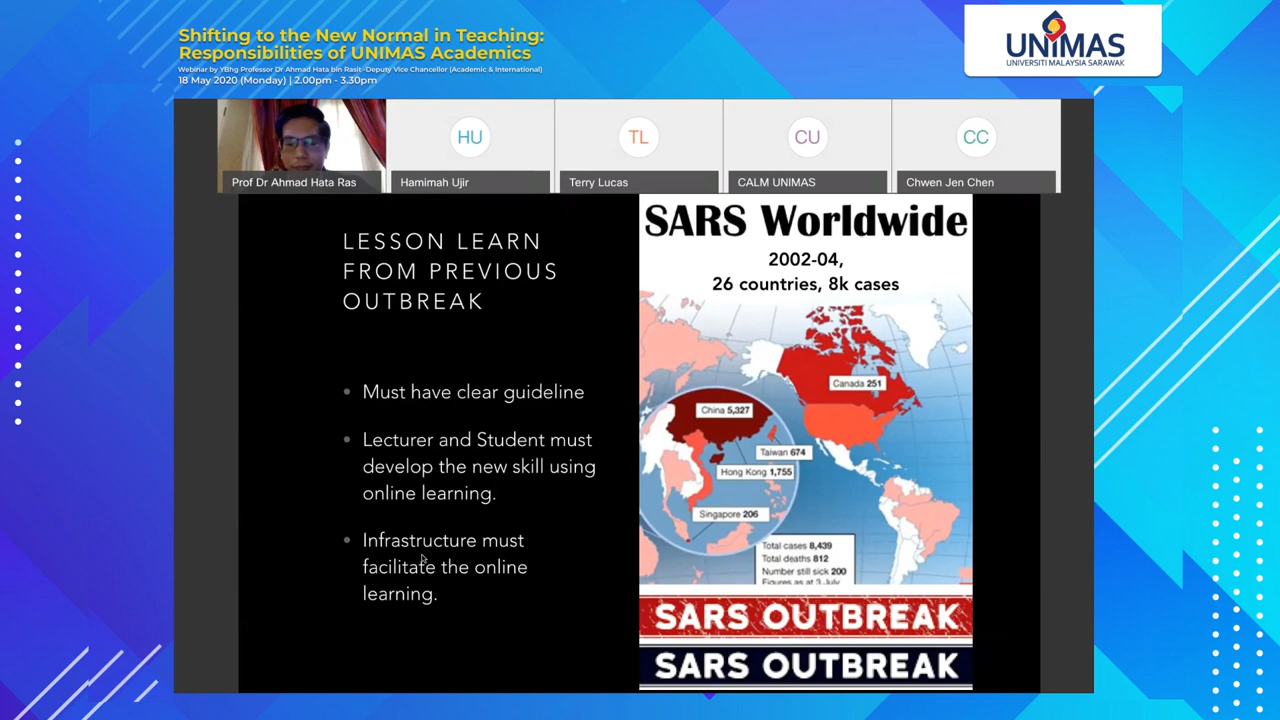 Shifting to the New Normal in Teaching:
Responsibilities of UNIMAS Academics
Webinar by YBhg Professor Dr Ahmad Hata bin Rasit-Deputy Vice Chancellor (Academic & International)
18 May 2020 (Monday) | 2.00pm - 3.30pm
UNIMAS
UNIVERSITI MALAYSIA SARAWAK
HU
TL
CU
CC
Prof Dr Ahmad Hata Ras
Hamimah Ujir
Terry Lucas
CALM UNIMAS
Chwen Jen Chen
LESSON LEARN
FROM PREVIOUS
OUTBREAK
• Must have clear guideline
• Lecturer and Student must
develop the new skill using
online learning.
• Infrastructure must
facilitate the online
learning.
SARS Worldwide
2002-04,
26 countries, 8k cases
Canada 251
China 5,327
Taiwan 674
Hong Kong 1,755
Singapore 206
Total cases 8,439
Total deaths 812
Number still sick 200
Figures as at 3 July
SARS OUTBREAK
SARS OUTBREAK